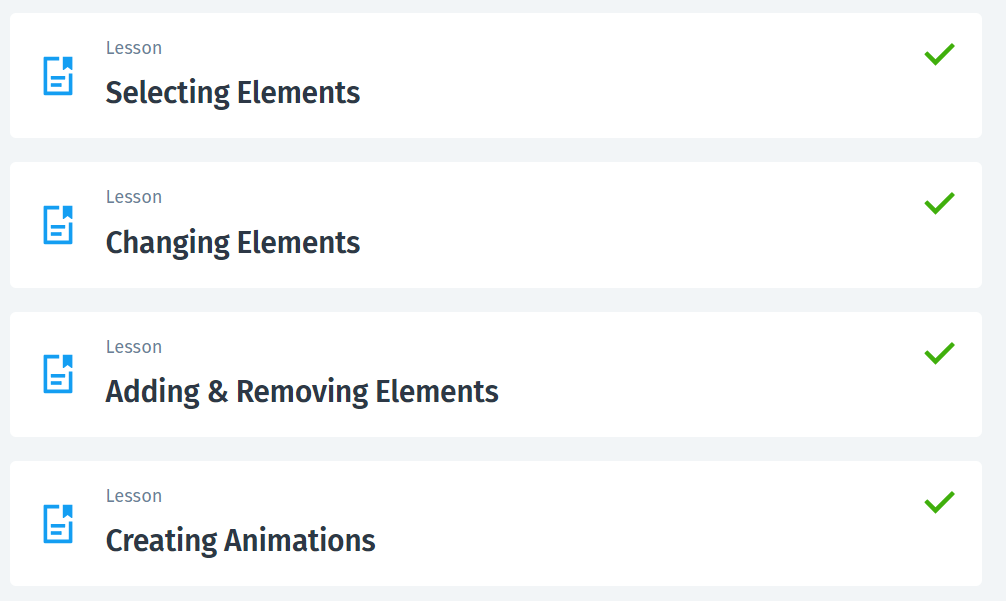 Lesson
Selecting Elements
Lesson
Changing Elements
Lesson
Adding & Removing Elements
Lesson
Creating Animations